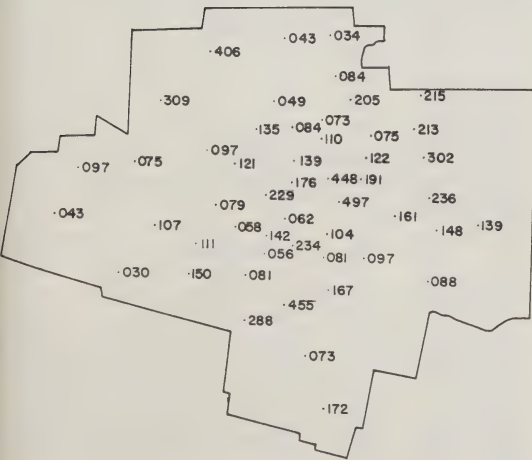 ·043 ·034
·406
·084
·309 ·049 ·205 ·215
·073
·135 ·084 ·110 ·075 ·213
·097
·097 ·075 ·121 ·139 ·122 ·302
·176 ·448 ·191
·229
·079 ·497 ·236
·043 ·062 ·161
·107 ·058 ·148 ·139
·142 ·104
·111 ·234
·056 ·081 ·097
·030 ·150 ·081
·088
·167
·455
·288
·073
·172